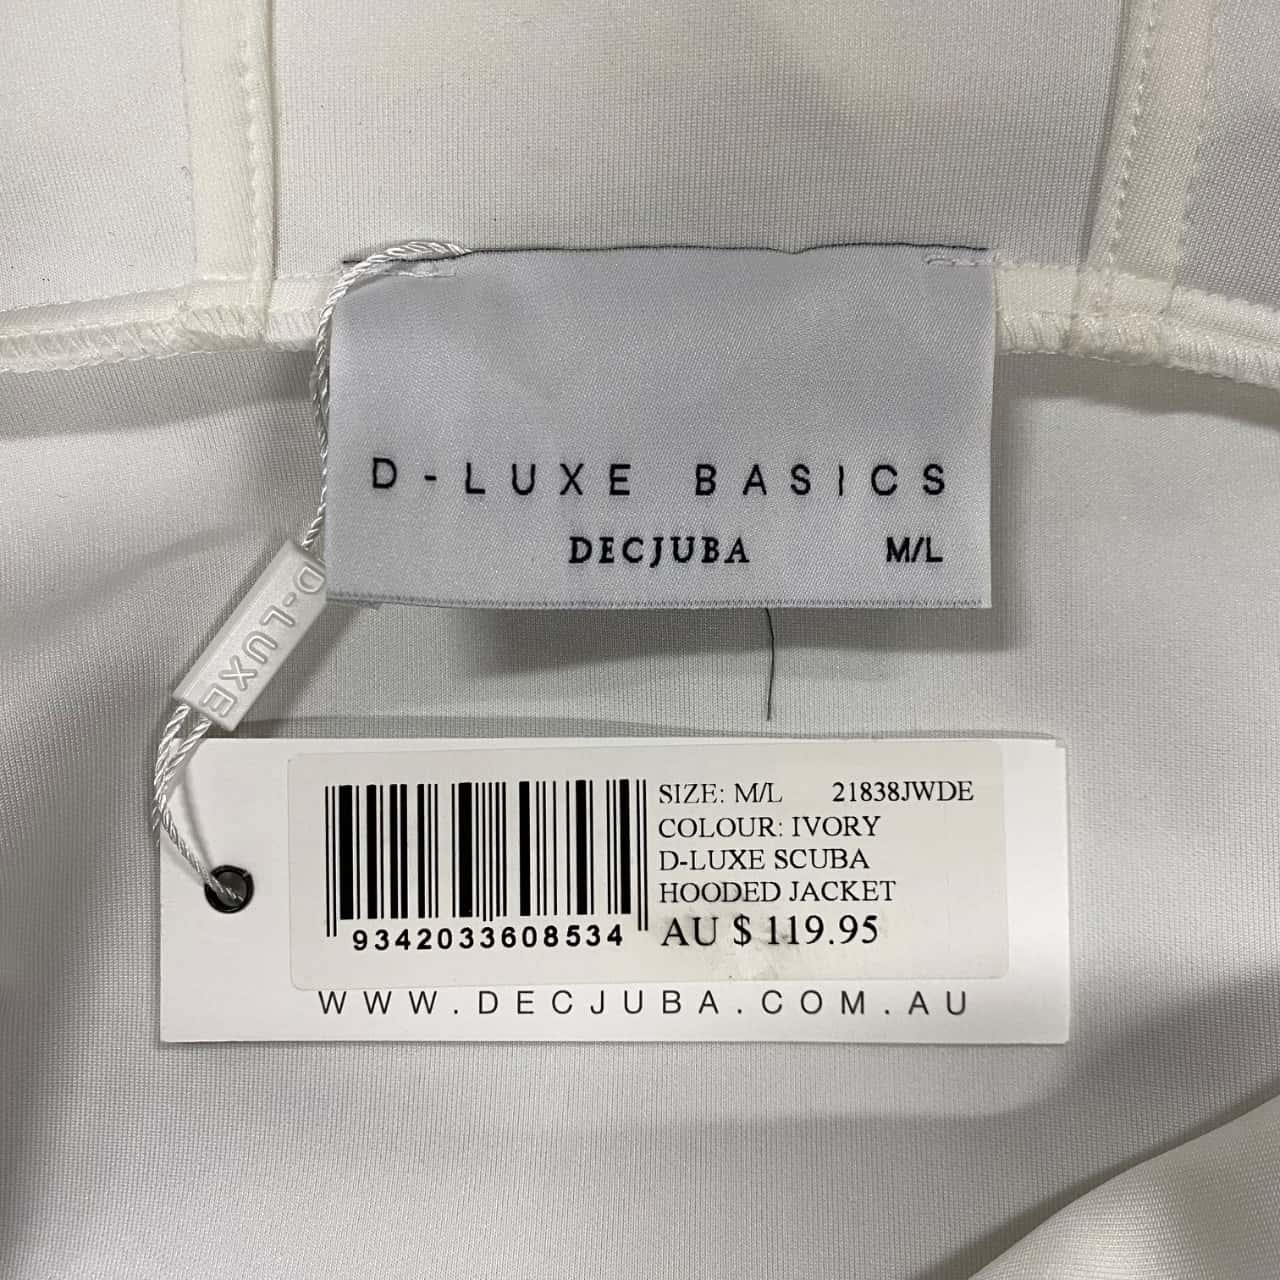 D-LUXE BASICS
DECJUBA M/L
D-LUXE
SIZE: M/L 21838JWDE
COLOUR: IVORY
D-LUXE SCUBA
HOODED JACKET
AU $ 119.95
9342033608534
WWW.DECJUBA.COM.AU